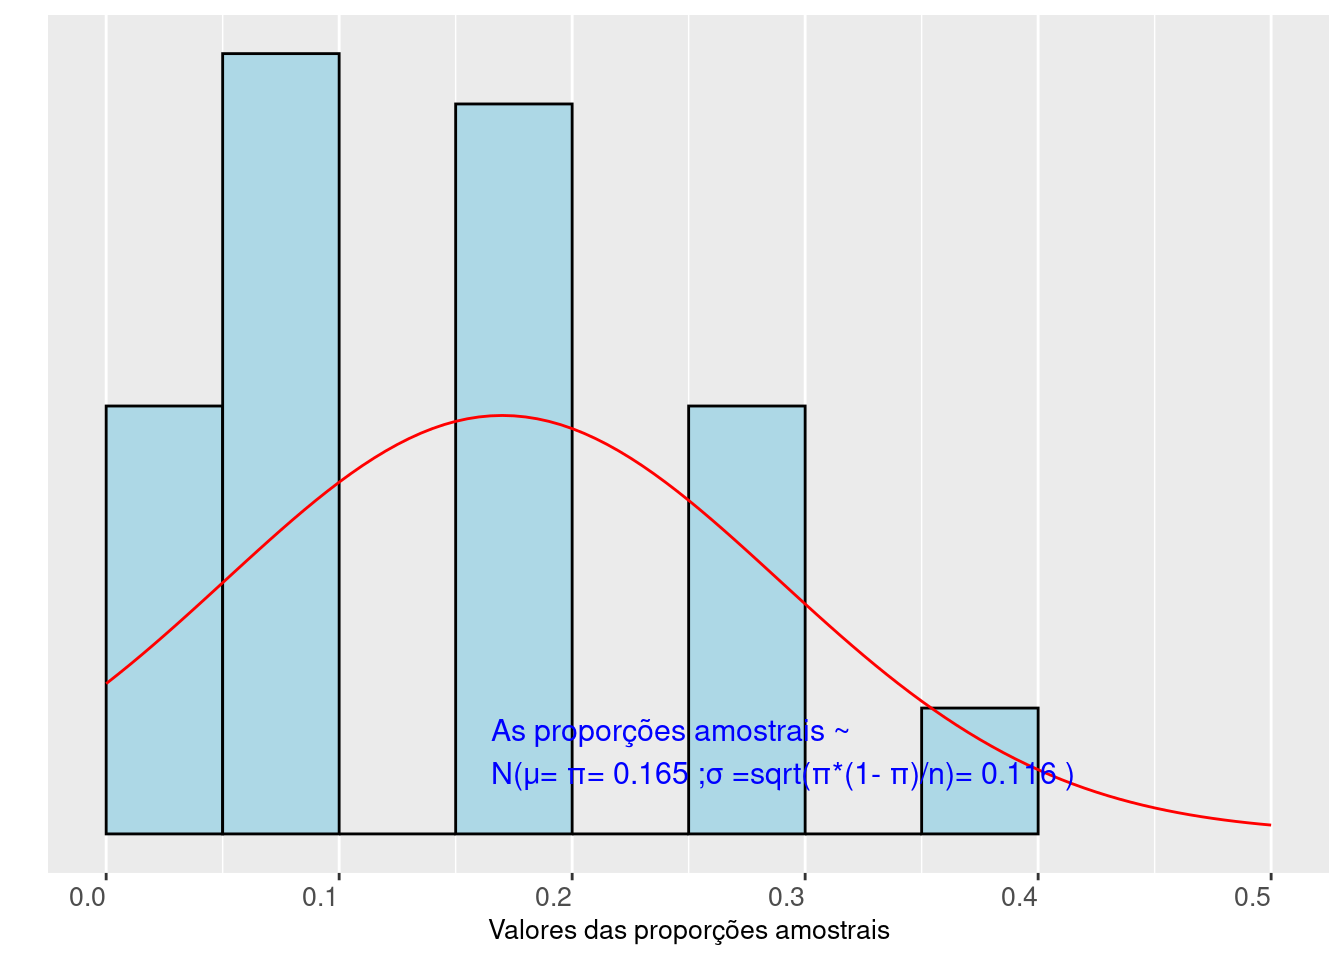 As proporções amostrais ~
N(μ= π= 0.165 ;σ =sqrt(π*(1- π)/n)= 0.116 )
0.0 0.1 0.2 0.3 0.4 0.5
Valores das proporções amostrais